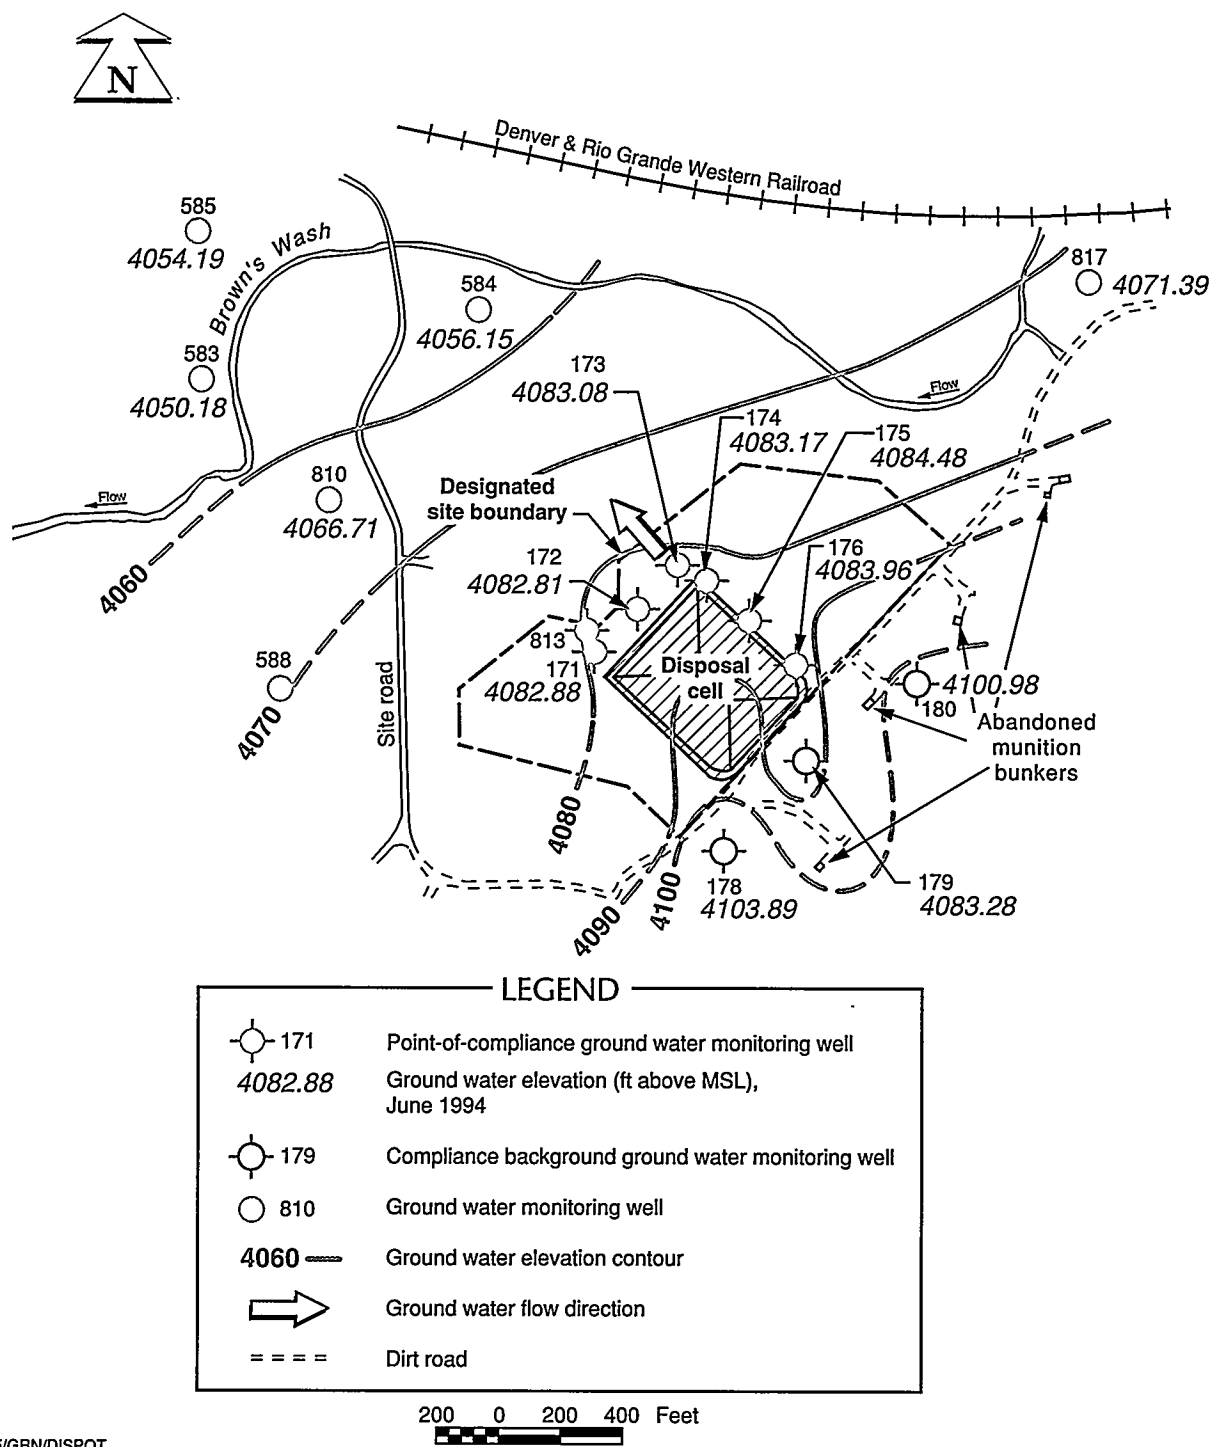 N
Denver & Rio Grande Western Railroad
585
4054.19
Brown's Wash
584
4056.15
817
4071.39
583
4050.18
173
4083.08
Flow
174
4083.17
175
4084.48
810
4066.71
Flow
Designated
site boundary
172
4082.81
176
4083.96
4060
813
171
4082.88
Disposal
cell
588
4070
Site road
4100.98
180
Abandoned
munition
bunkers
4080
4090
4100
178
4103.89
179
4083.28
LEGEND
171
Point-of-compliance ground water monitoring well
4082.88
Ground water elevation (ft above MSL),
June 1994
179
Compliance background ground water monitoring well
810
Ground water monitoring well
4060
Ground water elevation contour
Ground water flow direction
Dirt road
200 0 200 400 Feet